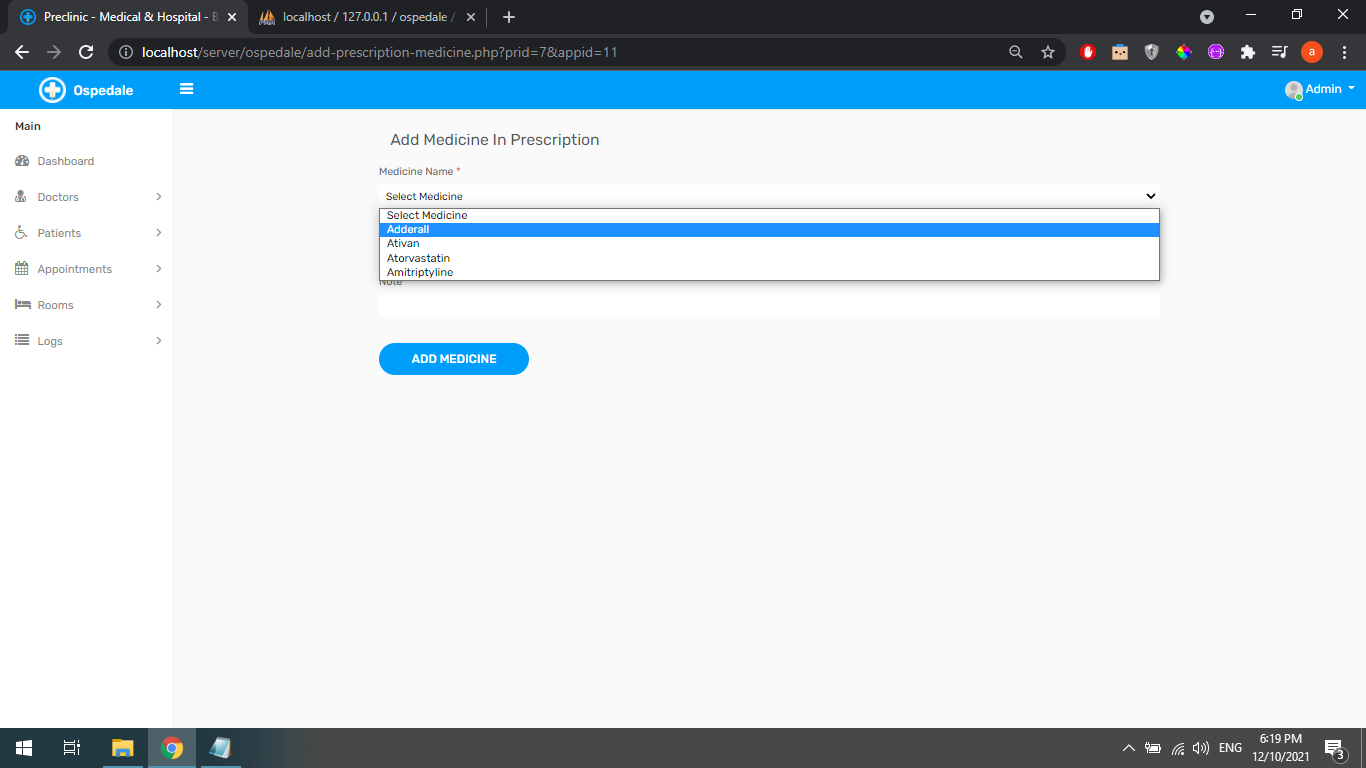 Preclinic - Medical & Hospital - B
localhost / 127.0.0.1 / ospedale /
localhost/server/ospedale/add-prescription-medicine.php?prid=7&appid=11
a
Ospedale
Admin
Main
Dashboard
Doctors
Patients
Appointments
Rooms
Logs
Add Medicine In Prescription
Medicine Name *
Select Medicine
Select Medicine
Adderall
Ativan
Atorvastatin
Amitriptyline
Note
ADD MEDICINE
ENG
6:19 PM
12/10/2021
3